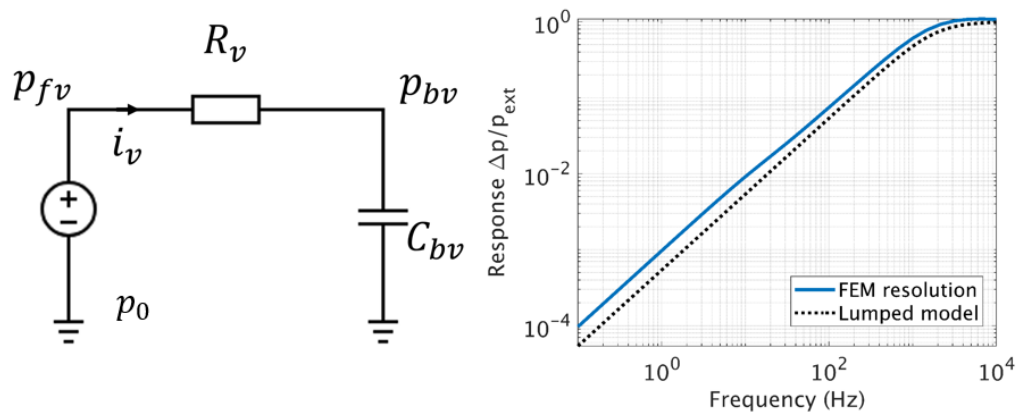 R_v
p_fv
p_bv
i_v
+
−
C_bv
p_0
Response Δp/p_ext
10^0
10^-2
10^-4
FEM resolution
Lumped model
10^0
10^2
10^4
Frequency (Hz)